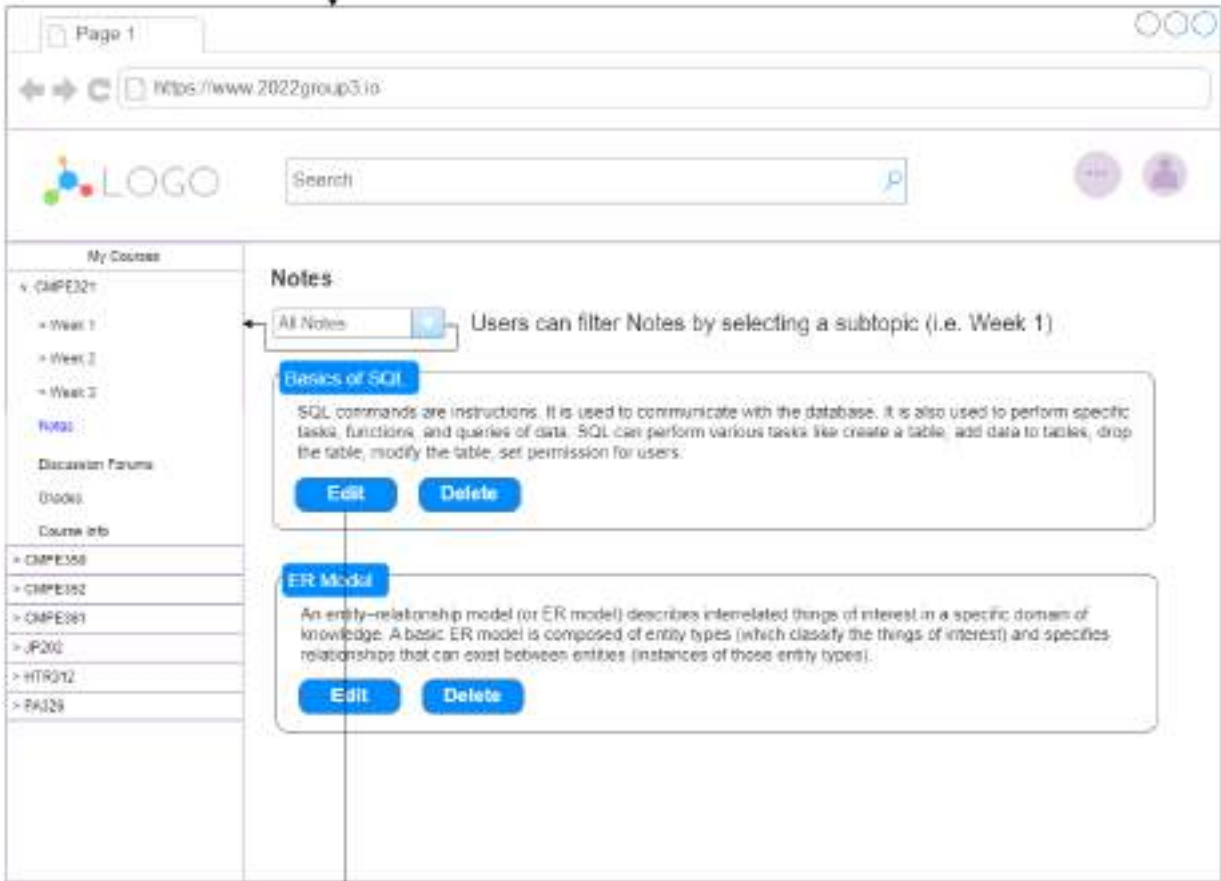 Page 1
https://www.2022group3.io
LOGO
Search
My Courses
v CMPE321
> Week 1
> Week 2
> Week 3
Notes
Discussion Forums
Grades
Course Info
> CMPE350
> CMPE352
> CMPE361
> JP202
> HTR312
> PA326
Notes
All Notes
Users can filter Notes by selecting a subtopic (i.e. Week 1)
Basics of SQL
SQL commands are instructions. It is used to communicate with the database. It is also used to perform specific
tasks, functions, and queries of data. SQL can perform various tasks like create a table, add data to tables, drop
the table, modify the table, set permission for users.
Edit Delete
ER Model
An entity–relationship model (or ER model) describes interrelated things of interest in a specific domain of
knowledge. A basic ER model is composed of entity types (which classify the things of interest) and specifies
relationships that can exist between entities (instances of those entity types).
Edit Delete